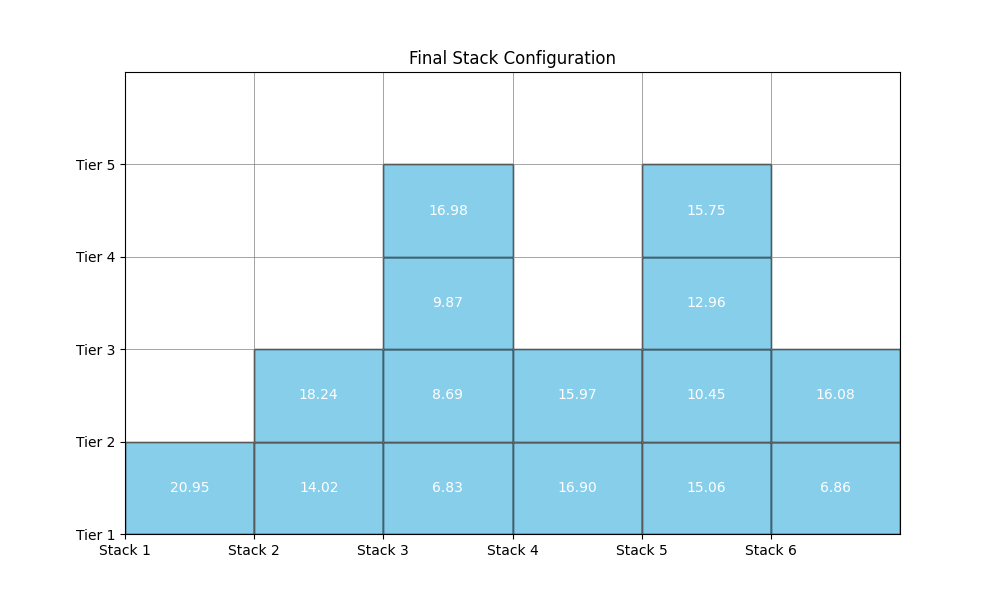 Final Stack Configuration
Tier 5
16.98 15.75
Tier 4
9.87 12.96
Tier 3
18.24 8.69 15.97 10.45 16.08
Tier 2
20.95 14.02 6.83 16.90 15.06 6.86
Tier 1
Stack 1 Stack 2 Stack 3 Stack 4 Stack 5 Stack 6